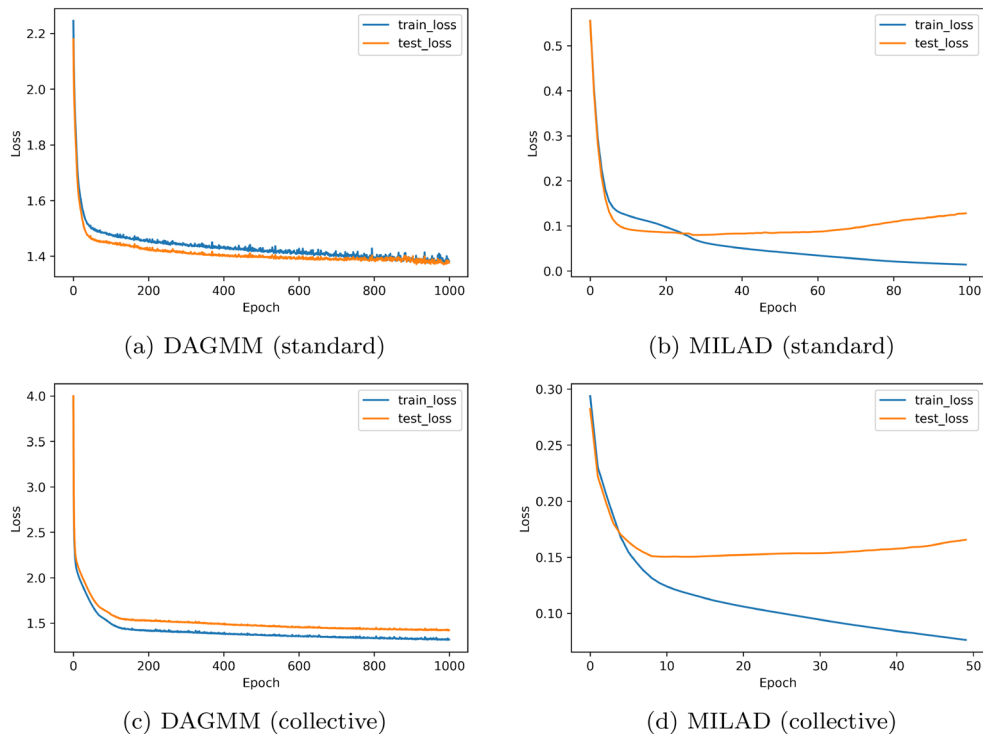 2.2
2.0
1.8
1.6
1.4
Loss
0
200
400
600
800
1000
Epoch
train_loss
test_loss
(a) DAGMM (standard)
0.5
0.4
0.3
0.2
0.1
0.0
Loss
0
20
40
60
80
100
Epoch
train_loss
test_loss
(b) MILAD (standard)
4.0
3.5
3.0
2.5
2.0
1.5
Loss
0
200
400
600
800
1000
Epoch
train_loss
test_loss
(c) DAGMM (collective)
0.30
0.25
0.20
0.15
0.10
Loss
0
10
20
30
40
50
Epoch
train_loss
test_loss
(d) MILAD (collective)